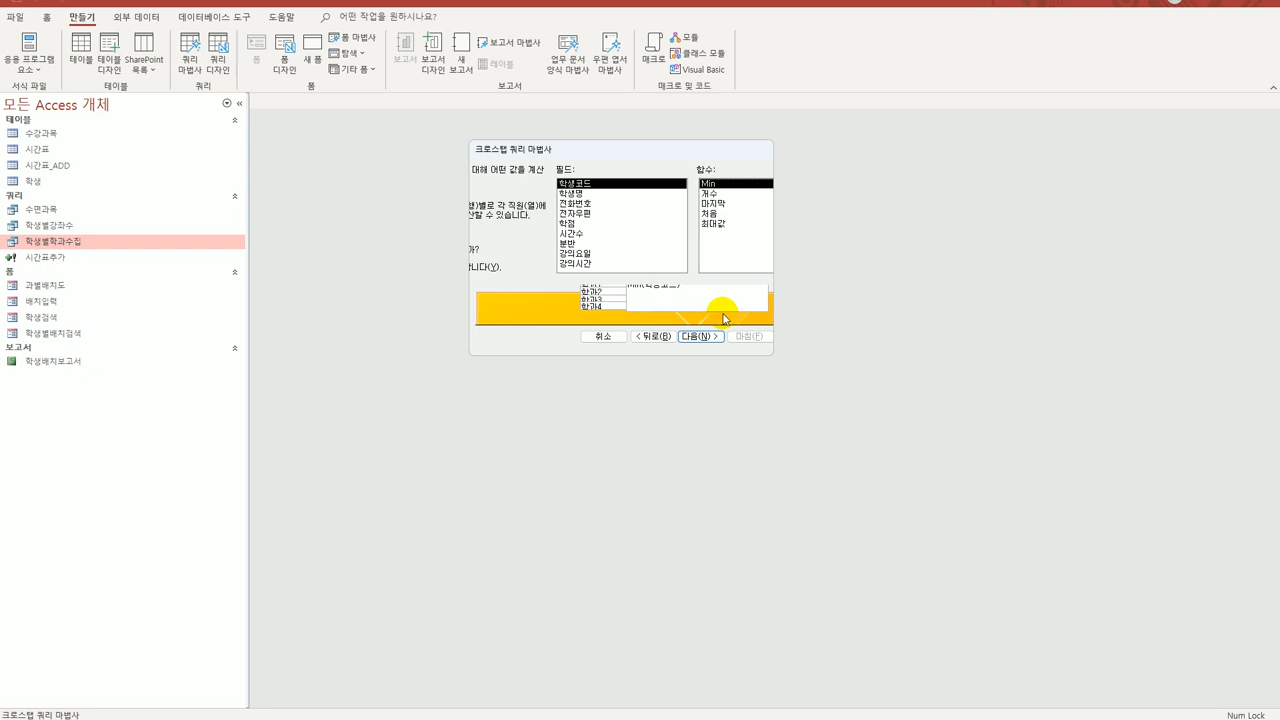 파일 홈 만들기 외부 데이터 데이터베이스 도구 도움말 어떤 작업을 원하시나요?
응용 프로그램 요소
서식 파일
테이블
테이블 디자인
SharePoint 목록
테이블
쿼리 마법사
쿼리 디자인
쿼리
폼
폼 디자인
새 폼
폼 마법사
탐색
기타 폼
폼
보고서
보고서 디자인
새 보고서
보고서 마법사
레이블
업무 문서 양식 마법사
우편 엽서 마법사
보고서
매크로
모듈
클래스 모듈
Visual Basic
매크로 및 코드
모든 Access 개체
테이블
수강과목
시간표
시간표_ADD
학생
쿼리
수면과목
학생별강좌수
학생별학과수집
시간표추가
폼
과별배치도
배치입력
학생검색
학생별배치검색
보고서
학생배치보고서
크로스탭 쿼리 마법사
대해 어떤 값을 계산
)별로 각 직원(열)에
산할 수 있습니다.
까?
합니다(Y).
필드:
학생코드
학생명
전화번호
전자우편
학점
시간수
분반
강의요일
강의시간
함수:
Min
개수
마지막
처음
최대값
Min(학생코드)
학과2
학과3
학과4
취소
< 뒤로(B)
다음(N) >
마침(F)
크로스탭 쿼리 마법사
Num Lock